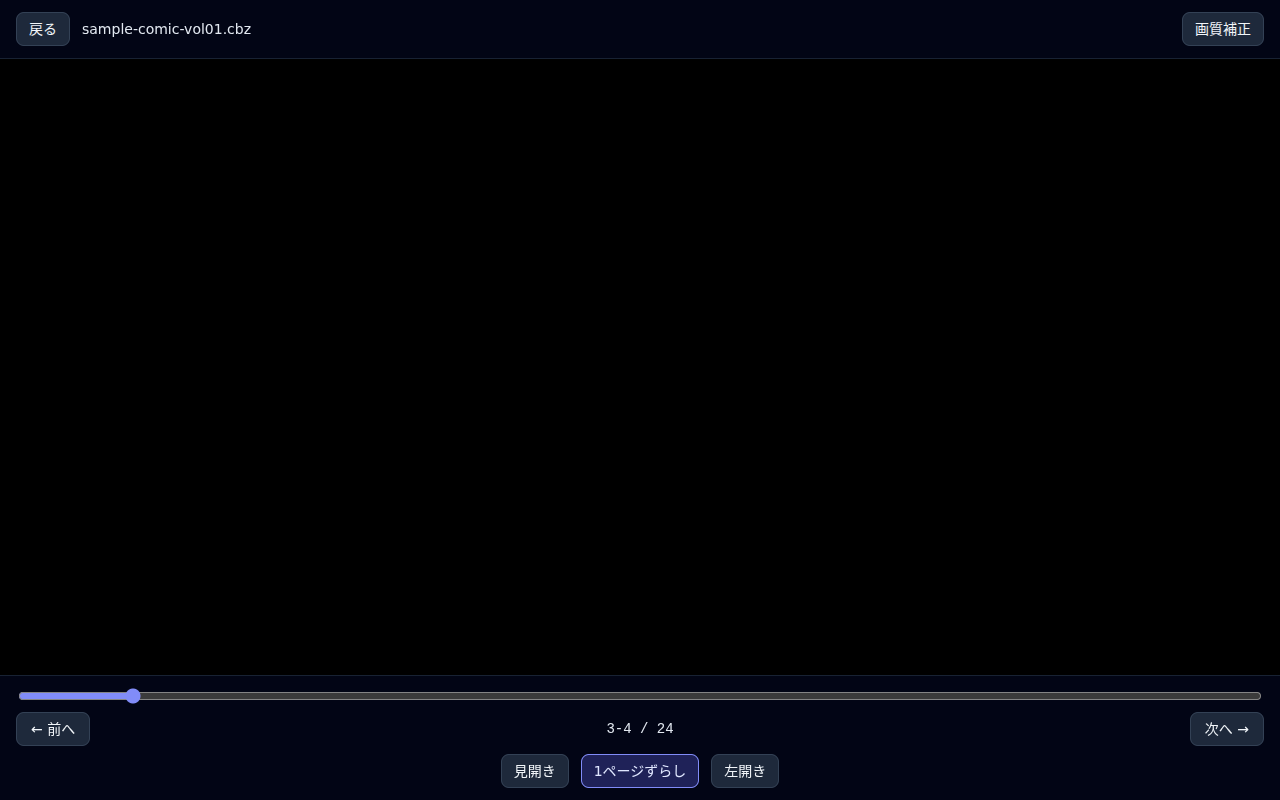 戻る sample-comic-vol01.cbz 画質補正
← 前へ 3-4 / 24 次へ →
見開き 1ページずらし 左開き